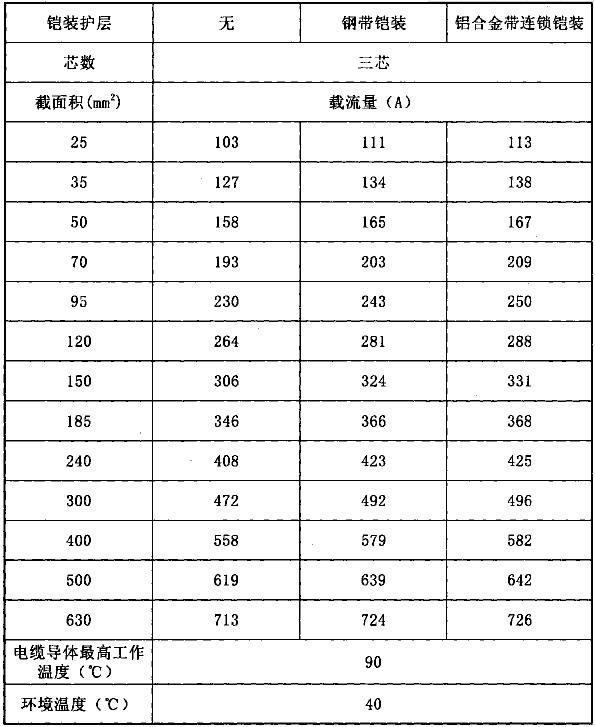 铠装护层 无 钢带铠装 铝合金带连锁铠装
芯数 三芯
截面积(mm²) 载流量(A)
25 103 111 113
35 127 134 138
50 158 165 167
70 193 203 209
95 230 243 250
120 264 281 288
150 306 324 331
185 346 366 368
240 408 423 425
300 472 492 496
400 558 579 582
500 619 639 642
630 713 724 726
电缆导体最高工作
温度(℃) 90
环境温度(℃) 40